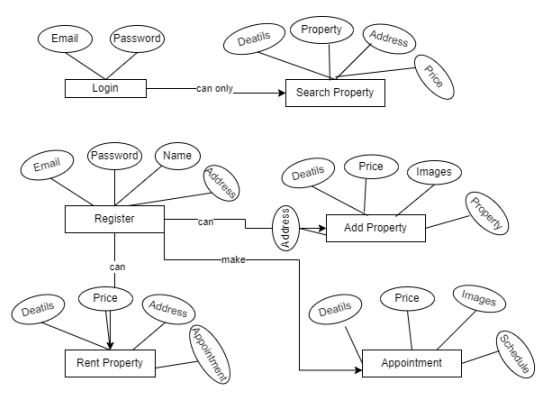 Email
Password
Deatils
Property
Address
Price
Login
can only
Search Property
Email
Password
Name
Address
Deatils
Price
Images
Property
Register
can
Address
Add Property
can
make
Deatils
Price
Address
Appointment
Rent Property
Deatils
Price
Images
Schedule
Appointment